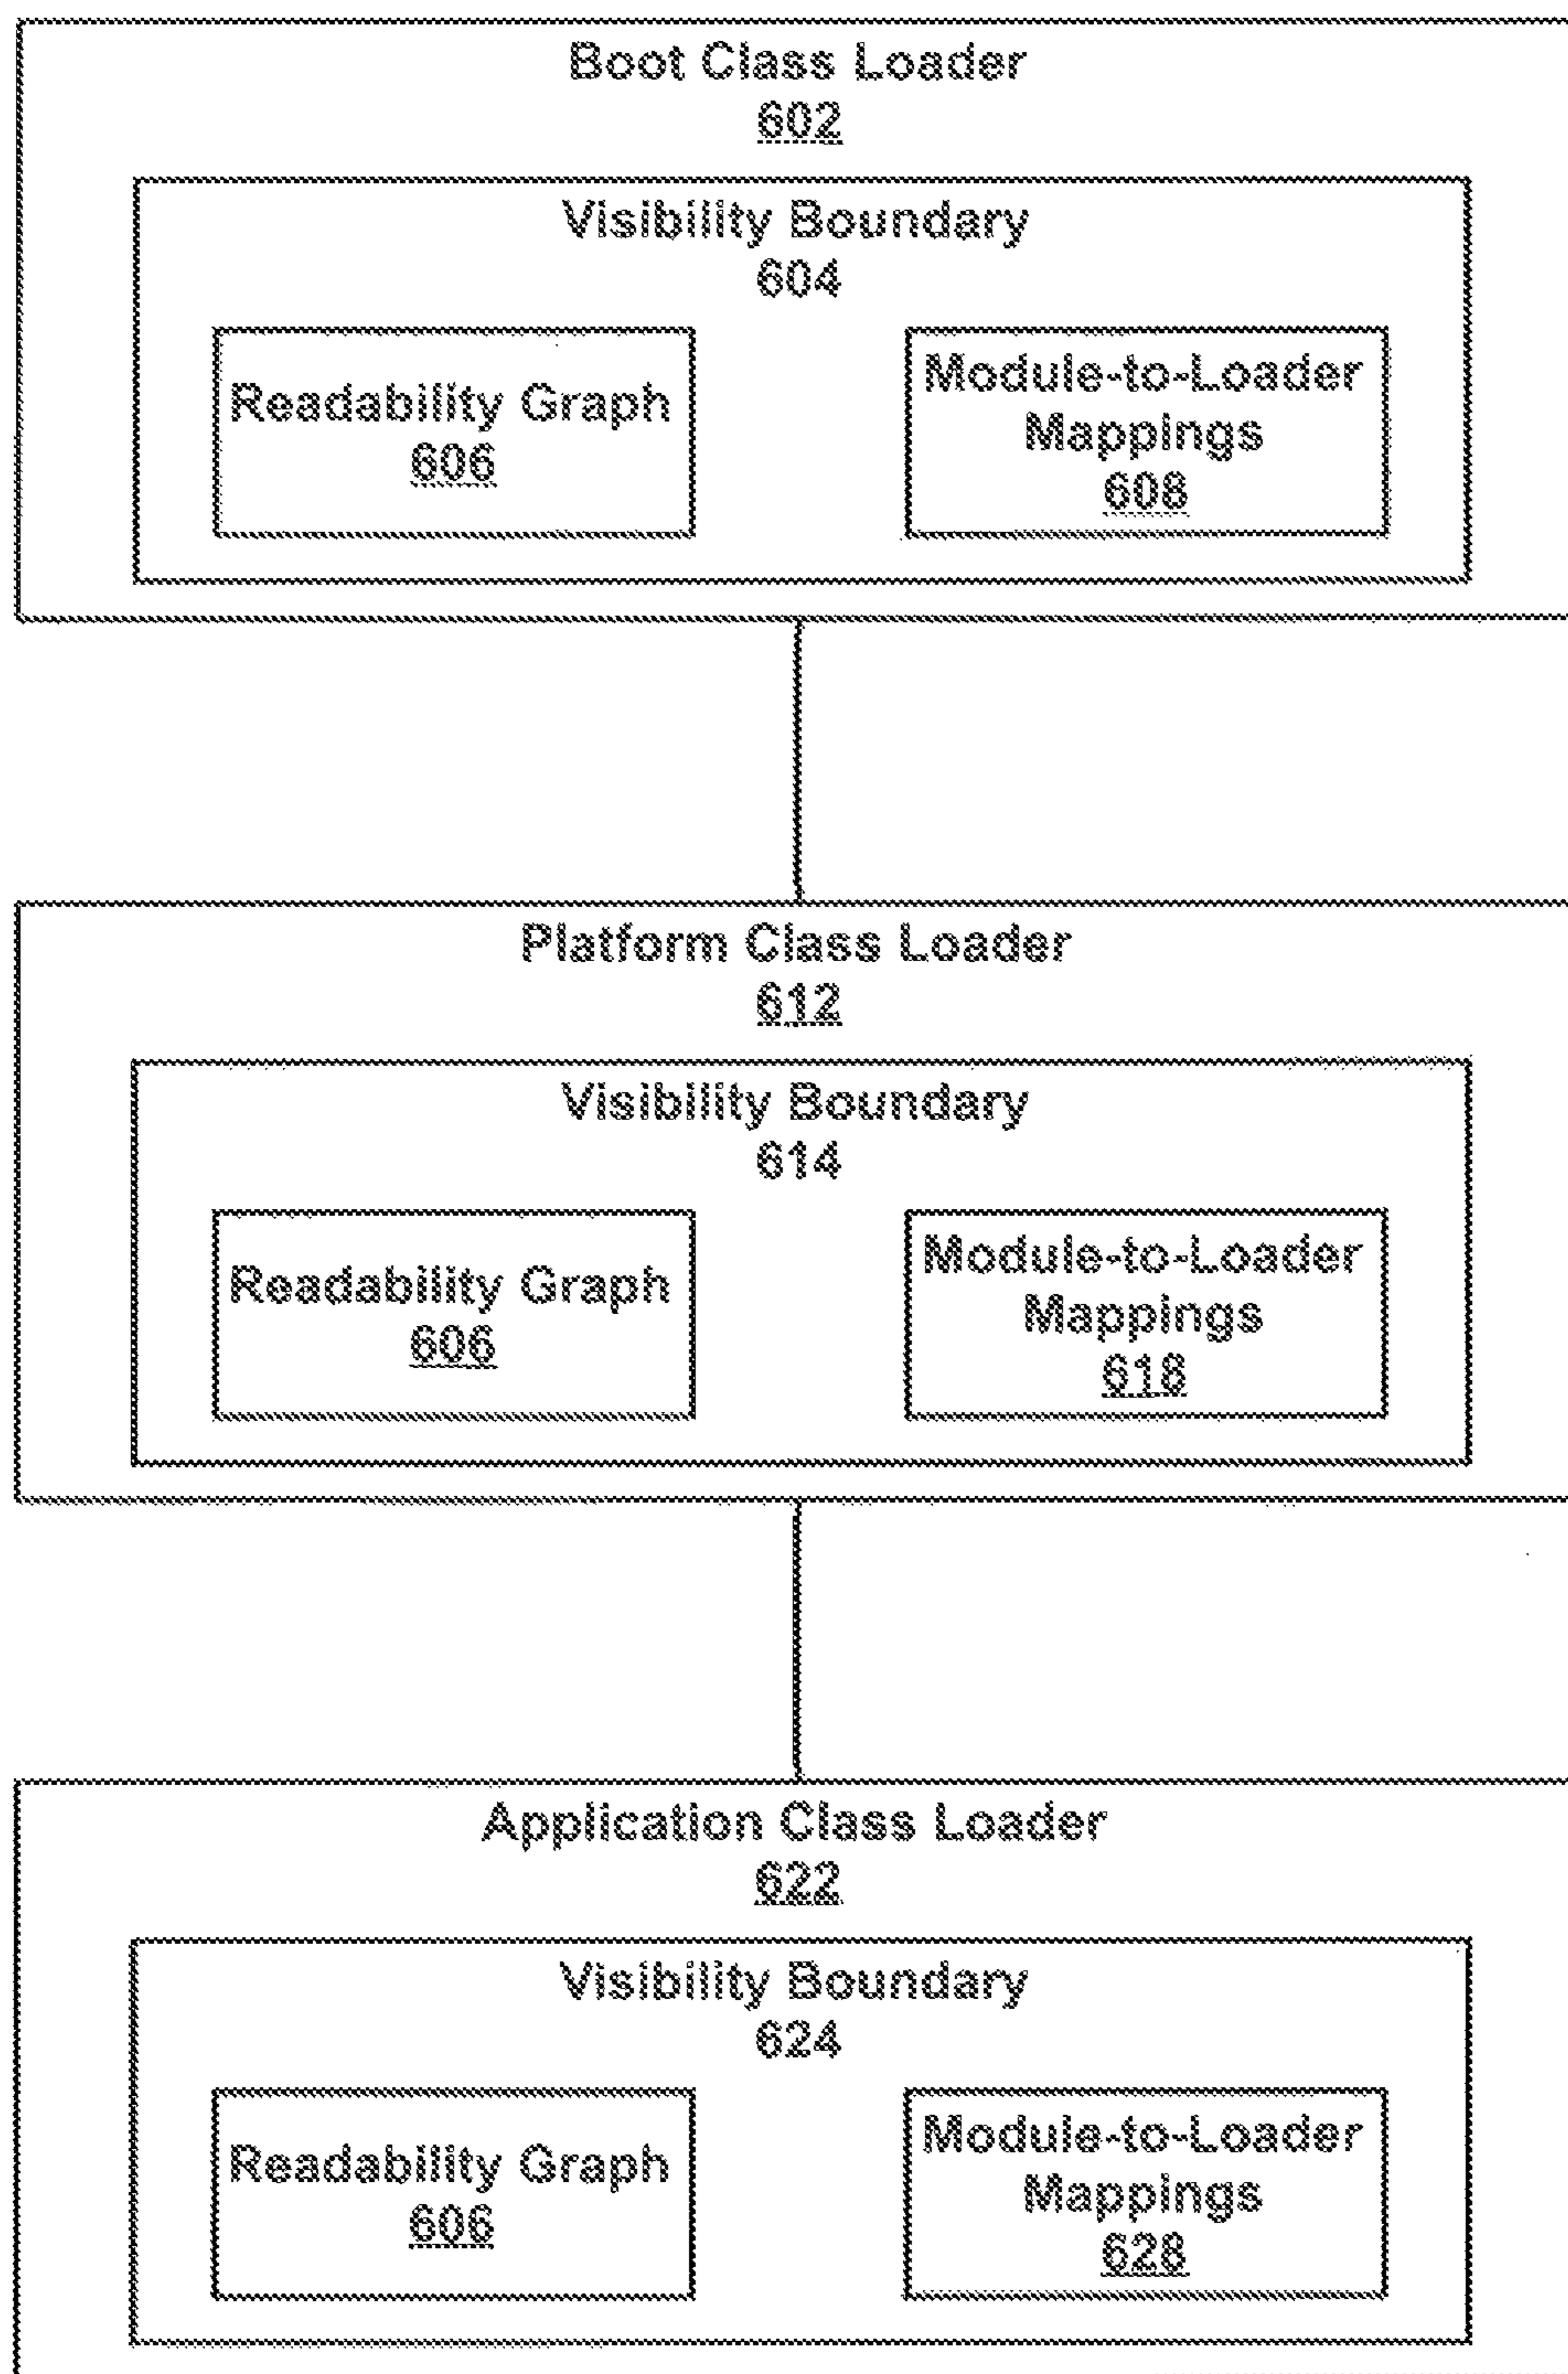 Boot Class Loader
602
Visibility Boundary
604
Readability Graph
606
Module-to-Loader
Mappings
608
Platform Class Loader
612
Visibility Boundary
614
Readability Graph
606
Module-to-Loader
Mappings
618
Application Class Loader
622
Visibility Boundary
624
Readability Graph
606
Module-to-Loader
Mappings
628